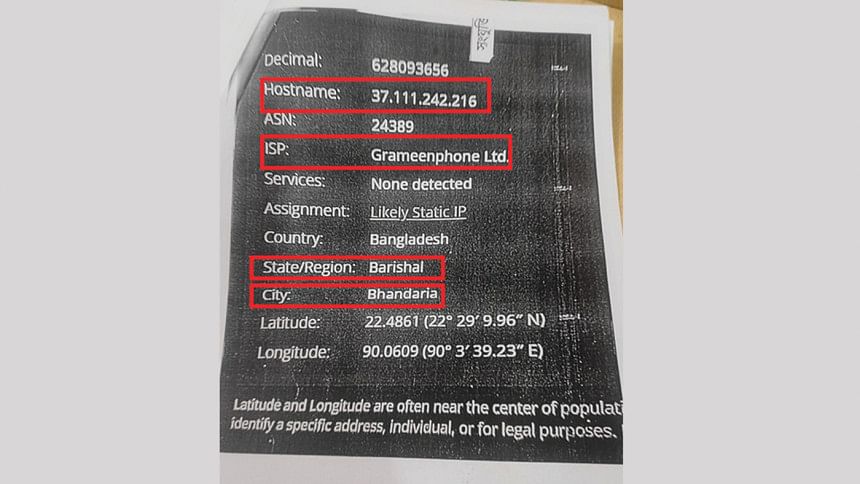 Decimal: 628093656
Hostname: 37.111.242.216
ASN: 24389
ISP: Grameenphone Ltd.
Services: None detected
Assignment: Likely Static IP
Country: Bangladesh
State/Region: Barishal
City: Bhandaria
Latitude: 22.4861 (22° 29′ 9.96″ N)
Longitude: 90.0609 (90° 3′ 39.23″ E)
Latitude and Longitude are often near the center of populati
identify a specific address, individual, or for legal purposes.